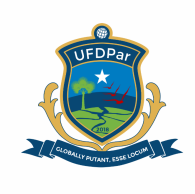 UFDPar
2018
GLOBALLY PUTANT, ESSE LOCUM